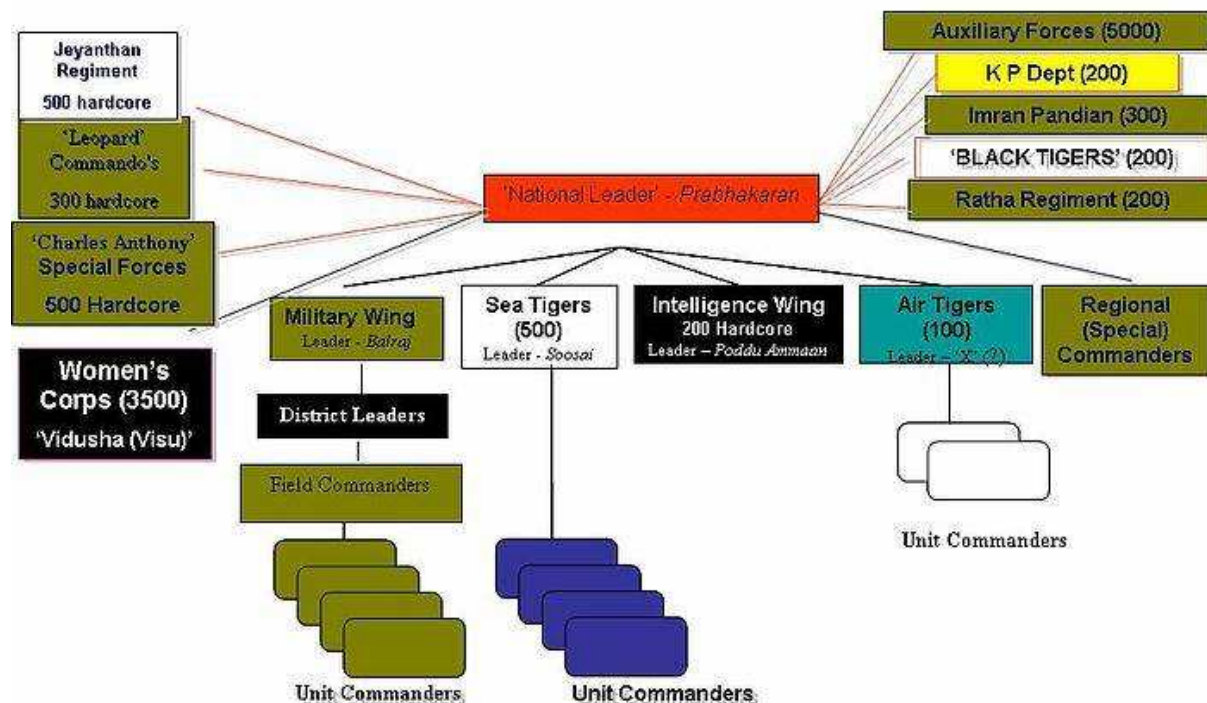 Jeyanthan
Regiment
500 hardcore
'Leopard'
Commando's
300 hardcore
'Charles Anthony'
Special Forces
500 Hardcore
Women's
Corps (3500)
'Vidusha (Visu)'
'National Leader' - Prabhakaran
Auxiliary Forces (5000)
K P Dept (200)
Imran Pandian (300)
'BLACK TIGERS' (200)
Ratha Regiment (200)
Military Wing
Leader - Balraj
District Leaders
Field Commanders
Unit Commanders
Sea Tigers
(500)
Leader - Soosai
Unit Commanders
Intelligence Wing
200 Hardcore
Leader – Poddu Ammaan
Air Tigers
(100)
Leader – 'X' (?)
Unit Commanders
Regional
(Special)
Commanders